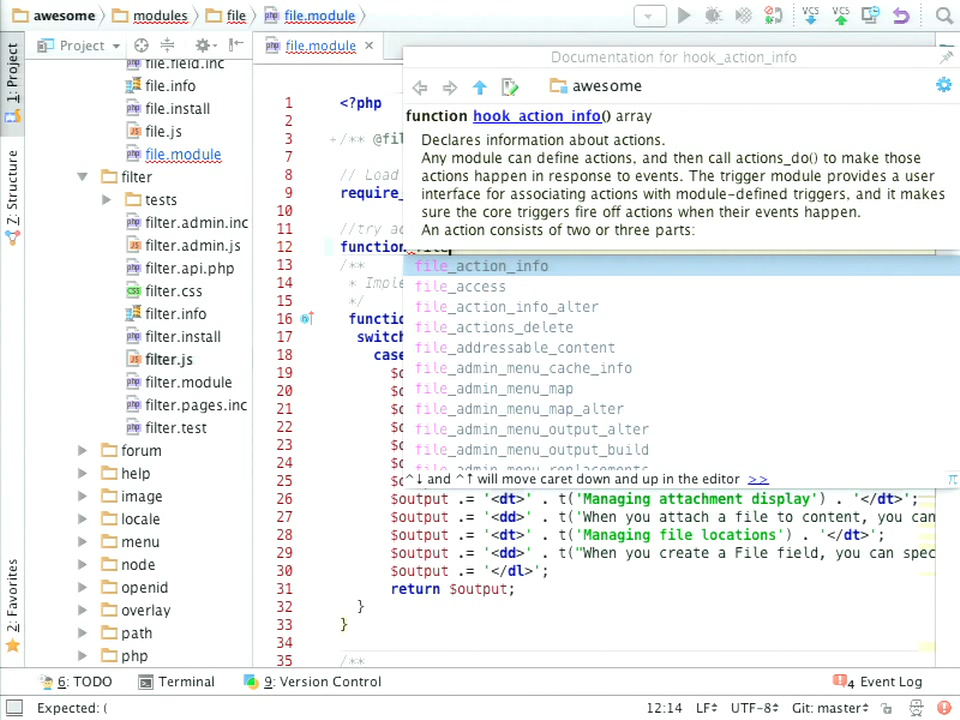 awesome modules file file.module
VCS VCS
1: Project
Z: Structure
2: Favorites
Project
file.module
file.field.inc
file.info
file.install
file.js
file.module
filter
tests
filter.admin.inc
filter.admin.js
filter.api.php
filter.css
filter.info
filter.install
filter.js
filter.module
filter.pages.inc
filter.test
forum
help
image
locale
menu
node
openid
overlay
path
php
Documentation for hook_action_info
awesome
function hook_action_info() array
Declares information about actions.
Any module can define actions, and then call actions_do() to make those
actions happen in response to events. The trigger module provides a user
interface for associating actions with module-defined triggers, and it makes
sure the core triggers fire off actions when their events happen.
An action consists of two or three parts:
1 <?php
2
3 +/** @fil
7
8 // Load
9 require_
10
11 //try ac
12 function file
13 /**
14 * Imple
15 */
16 functio
17 switch
18 case
19 $o
20 $o
21 $o
22 $o
23 $o
24 $o
25 $o
file_action_info
file_access
file_action_info_alter
file_actions_delete
file_addressable_content
file_admin_menu_cache_info
file_admin_menu_map
file_admin_menu_map_alter
file_admin_menu_output_alter
file_admin_menu_output_build
file_admin_menu_replacements
^↓ and ^↑ will move caret down and up in the editor >> π
26 $output .= '<dt>' . t('Managing attachment display') . '</dt>';
27 $output .= '<dd>' . t('When you attach a file to content, you can
28 $output .= '<dt>' . t('Managing file locations') . '</dt>';
29 $output .= '<dd>' . t("When you create a File field, you can spec
30 $output .= '</dl>';
31 return $output;
32 }
33 }
34
35 /**
6: TODO Terminal 9: Version Control 4 Event Log
Expected: ( 12:14 LF UTF-8 Git: master